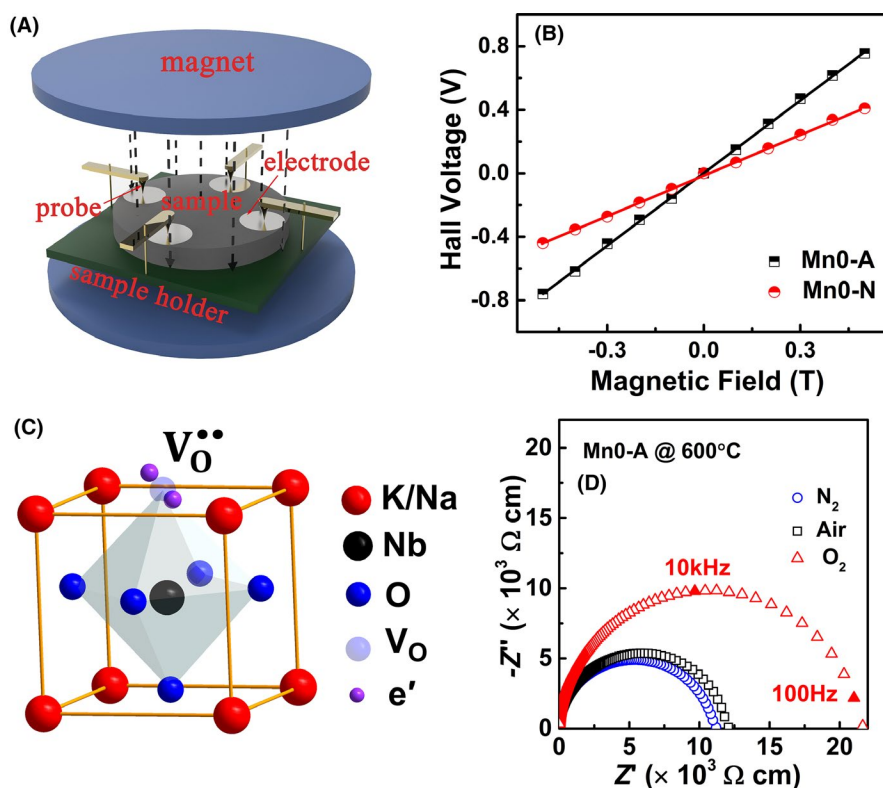 (A)
magnet
electrode
probe
sample
sample holder
(B)
Hall Voltage (V)
0.8
0.4
0.0
-0.4
-0.8
Mn0-A
Mn0-N
-0.3
0.0
0.3
Magnetic Field (T)
(C)
V_O^••
K/Na
Nb
O
V_O
e′
Mn0-A @ 600°C
(D)
N₂
Air
O₂
10kHz
100Hz
-Z'' (× 10³ Ω cm)
20
15
10
5
0
0
5
10
15
20
Z' (× 10³ Ω cm)